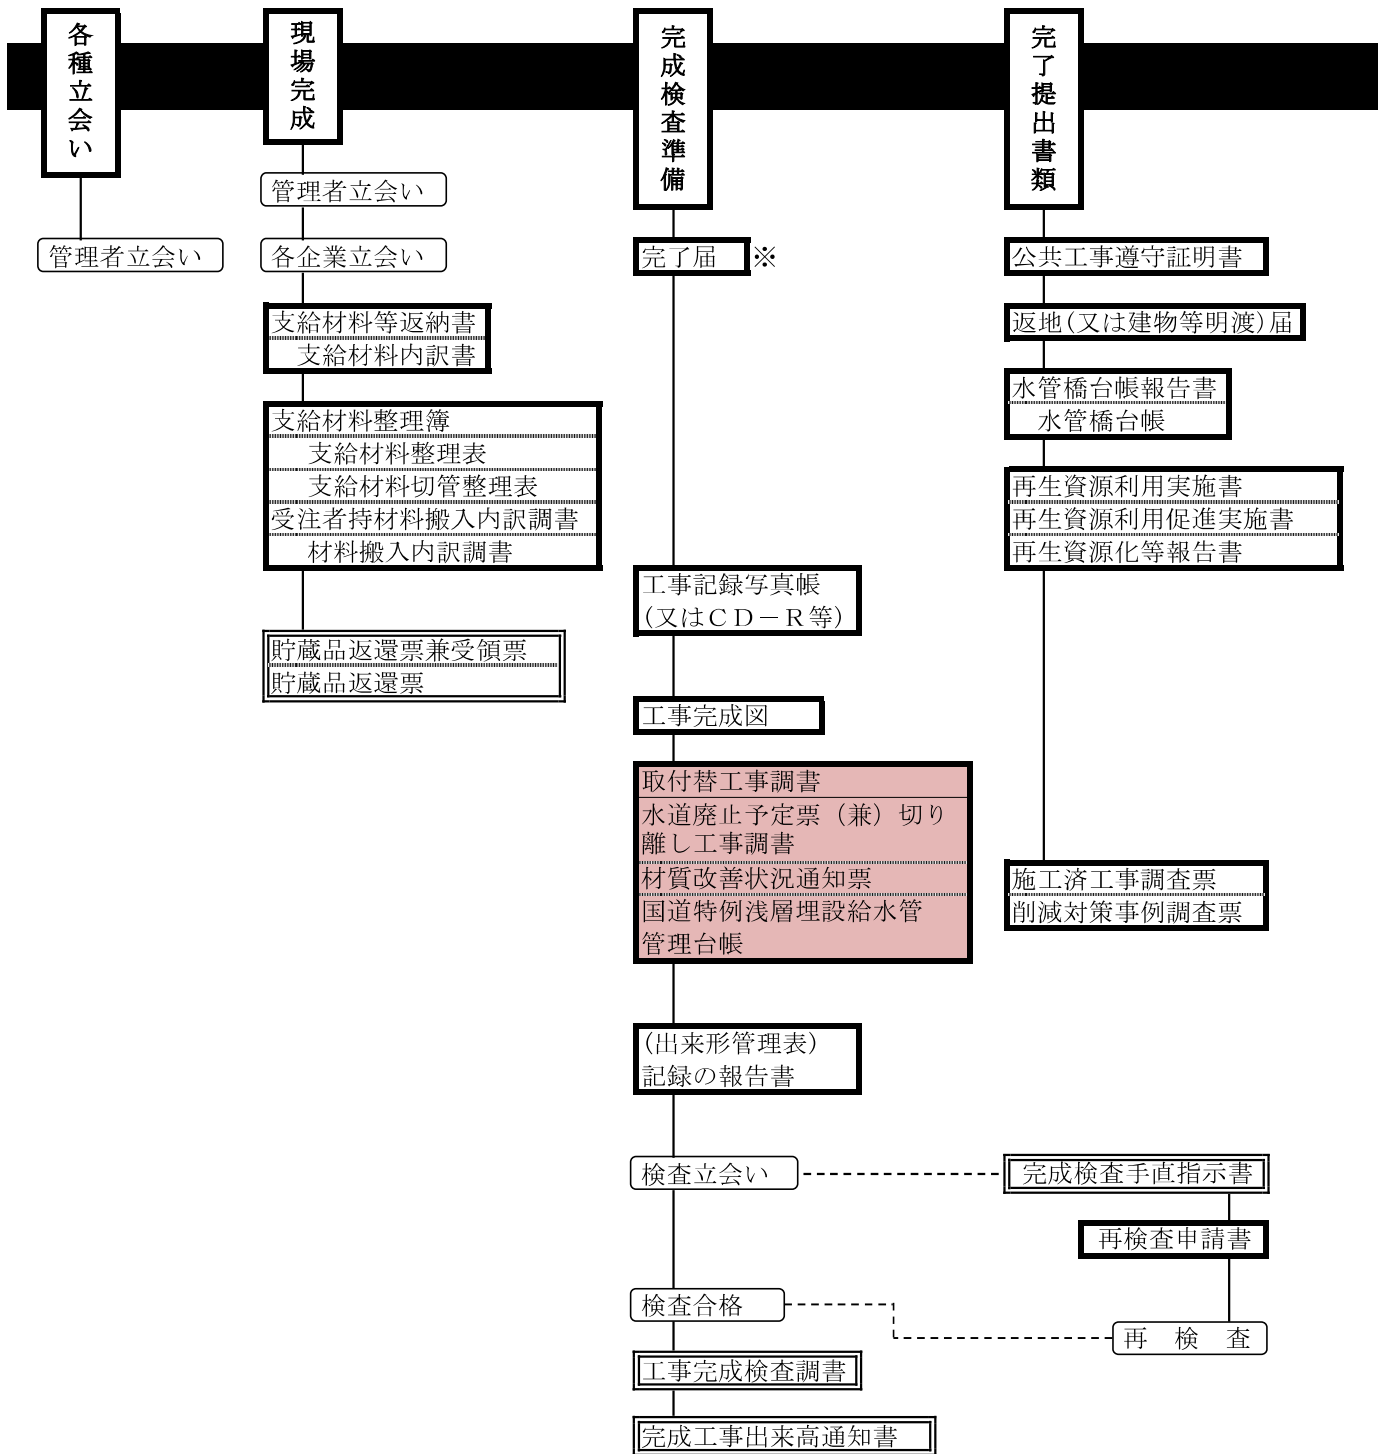 各種立会い
管理者立会い
現場完成
管理者立会い
各企業立会い
支給材料等返納書
支給材料内訳書
支給材料整理簿
支給材料整理表
支給材料切管整理表
受注者持材料搬入内訳調書
材料搬入内訳調書
貯蔵品返還票兼受領票
貯蔵品返還票
完成検査準備
完了届 ※
工事記録写真帳
(又はCD－R等)
工事完成図
取付替工事調書
水道廃止予定票（兼）切り
離し工事調書
材質改善状況通知票
国道特例浅層埋設給水管
管理台帳
(出来形管理表)
記録の報告書
検査立会い
検査合格
工事完成検査調書
完成工事出来高通知書
完了提出書類
公共工事遵守証明書
返地(又は建物等明渡)届
水管橋台帳報告書
水管橋台帳
再生資源利用実施書
再生資源利用促進実施書
再生資源化等報告書
施工済工事調査票
削減対策事例調査票
完成検査手直指示書
再検査申請書
再　検　査